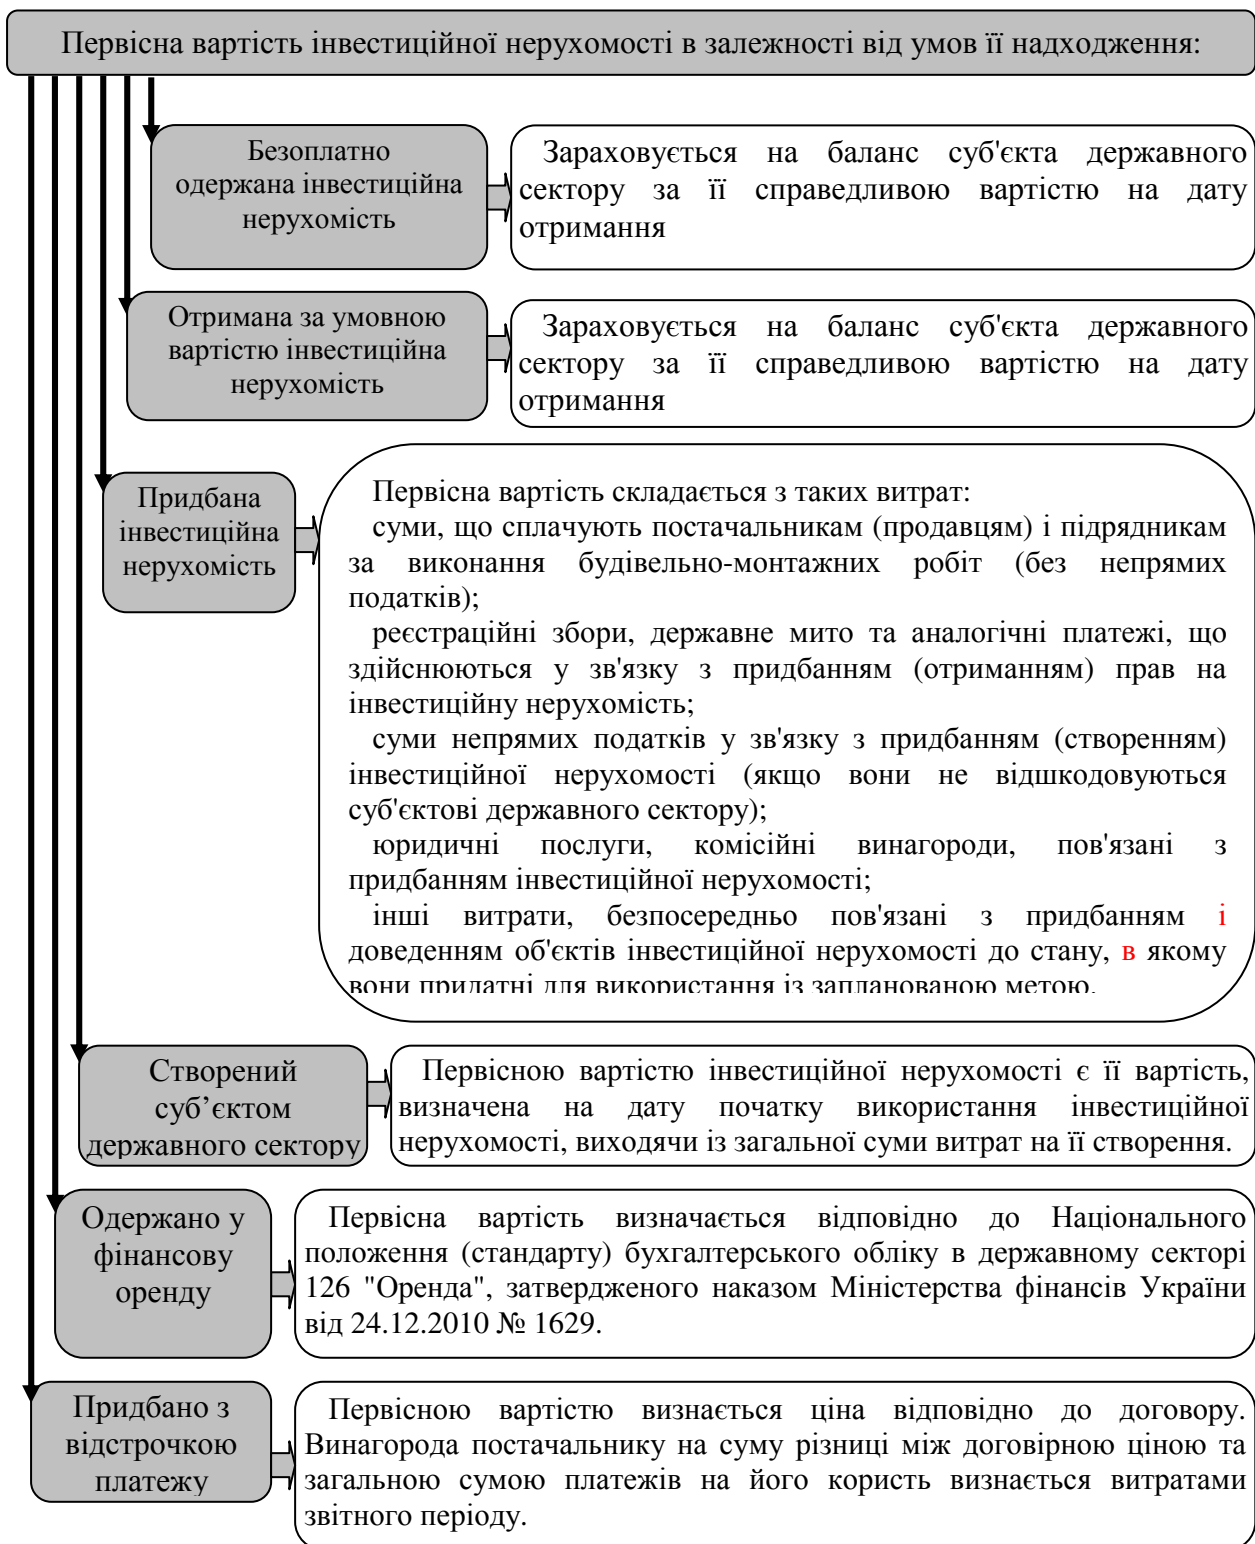 Первісна вартість інвестиційної нерухомості в залежності від умов її надходження:
Безоплатно
одержана інвестиційна
нерухомість
Зараховується на баланс суб'єкта державного
сектору за її справедливою вартістю на дату
отримання
Отримана за умовною
вартістю інвестиційна
нерухомість
Зараховується на баланс суб'єкта державного
сектору за її справедливою вартістю на дату
отримання
Придбана
інвестиційна
нерухомість
Первісна вартість складається з таких витрат:
суми, що сплачують постачальникам (продавцям) і підрядникам
за виконання будівельно-монтажних робіт (без непрямих
податків);
реєстраційні збори, державне мито та аналогічні платежі, що
здійснюються у зв'язку з придбанням (отриманням) прав на
інвестиційну нерухомість;
суми непрямих податків у зв'язку з придбанням (створенням)
інвестиційної нерухомості (якщо вони не відшкодовуються
суб'єктові державного сектору);
юридичні послуги, комісійні винагороди, пов'язані з
придбанням інвестиційної нерухомості;
інші витрати, безпосередньо пов'язані з придбанням і
доведенням об'єктів інвестиційної нерухомості до стану, в якому
вони придатні для використання із запланованою метою.
Створений
суб’єктом
державного сектору
Первісною вартістю інвестиційної нерухомості є її вартість,
визначена на дату початку використання інвестиційної
нерухомості, виходячи із загальної суми витрат на її створення.
Одержано у
фінансову
оренду
Первісна вартість визначається відповідно до Національного
положення (стандарту) бухгалтерського обліку в державному секторі
126 "Оренда", затвердженого наказом Міністерства фінансів України
від 24.12.2010 № 1629.
Придбано з
відстрочкою
платежу
Первісною вартістю визнається ціна відповідно до договору.
Винагорода постачальнику на суму різниці між договірною ціною та
загальною сумою платежів на його користь визнається витратами
звітного періоду.